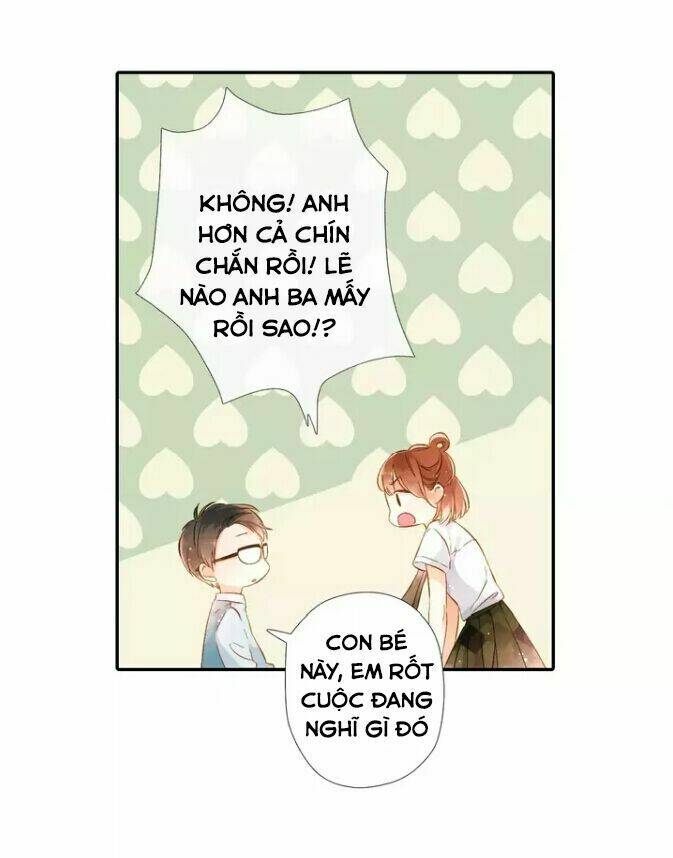 KHÔNG! ANH
HƠN CẢ CHÍN
CHẮN RỒI! LẼ
NÀO ANH BA MẤY
RỒI SAO!?
CON BÉ
NÀY, EM RỐT
CUỘC ĐANG
NGHĨ GÌ ĐÓ